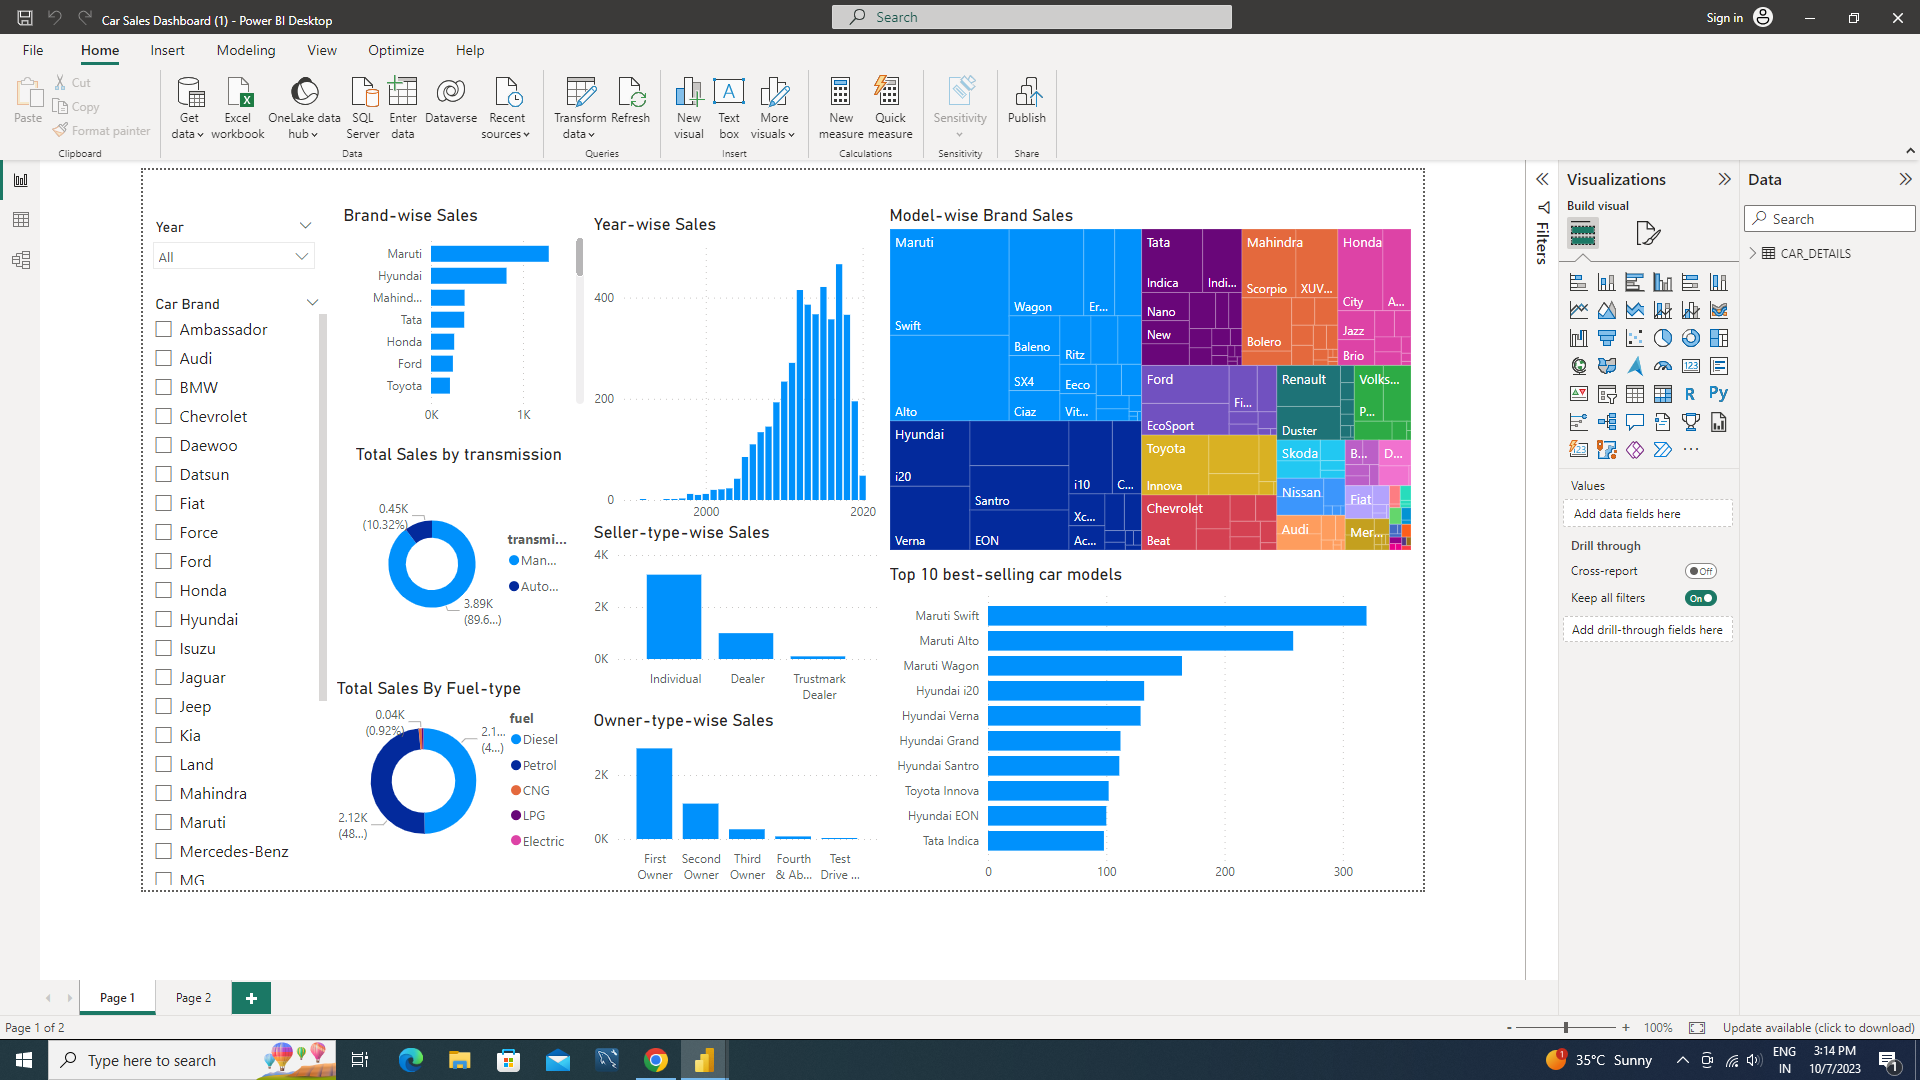 Car Sales Dashboard (1) - Power BI Desktop
Search
Sign in
File
Home
Insert
Modeling
View
Optimize
Help
Paste
Cut
Copy
Format painter
Clipboard
Get data
Excel workbook
OneLake data hub
SQL Server
Enter data
Dataverse
Recent sources
Data
Transform data
Refresh
Queries
New visual
Text box
More visuals
Insert
New measure
Quick measure
Calculations
Sensitivity
Sensitivity
Publish
Share
Year
All
Car Brand
Ambassador
Audi
BMW
Chevrolet
Daewoo
Datsun
Fiat
Force
Ford
Honda
Hyundai
Isuzu
Jaguar
Jeep
Kia
Land
Mahindra
Maruti
Mercedes-Benz
MG
Brand-wise Sales
Maruti
Hyundai
Mahind...
Tata
Honda
Ford
Toyota
0K
1K
Total Sales by transmission
0.45K
(10.32%)
3.89K
(89.6...)
transmi...
Man...
Auto...
Total Sales By Fuel-type
0.04K
(0.92%)
2.1...
(4...)
2.12K
(48...)
fuel
Diesel
Petrol
CNG
LPG
Electric
Year-wise Sales
400
200
0
2000
2020
Seller-type-wise Sales
4K
2K
0K
Individual
Dealer
Trustmark Dealer
Owner-type-wise Sales
2K
0K
First Owner
Second Owner
Third Owner
Fourth & Ab...
Test Drive ...
Model-wise Brand Sales
Maruti
Swift
Alto
Wagon
Er...
Baleno
Ritz
SX4
Eeco
Ciaz
Vit...
Hyundai
i20
Verna
Santro
EON
i10
C...
Xc...
Ac...
Tata
Indica
Indi...
Nano
New
Mahindra
Scorpio
XUV...
Bolero
Honda
City
A...
Jazz
Brio
Ford
Fi...
EcoSport
Renault
Duster
Volks...
P...
Toyota
Innova
Chevrolet
Beat
Skoda
Nissan
Audi
B...
D...
Fiat
Mer...
Top 10 best-selling car models
Maruti Swift
Maruti Alto
Maruti Wagon
Hyundai i20
Hyundai Verna
Hyundai Grand
Hyundai Santro
Toyota Innova
Hyundai EON
Tata Indica
0
100
200
300
Filters
Visualizations
Build visual
123
R
Py
123
Values
Add data fields here
Drill through
Cross-report
Off
Keep all filters
On
Add drill-through fields here
Data
Search
CAR_DETAILS
Page 1
Page 2
Page 1 of 2
100%
Update available (click to download)
Type here to search
1
35°C Sunny
ENG
IN
3:14 PM
10/7/2023
1